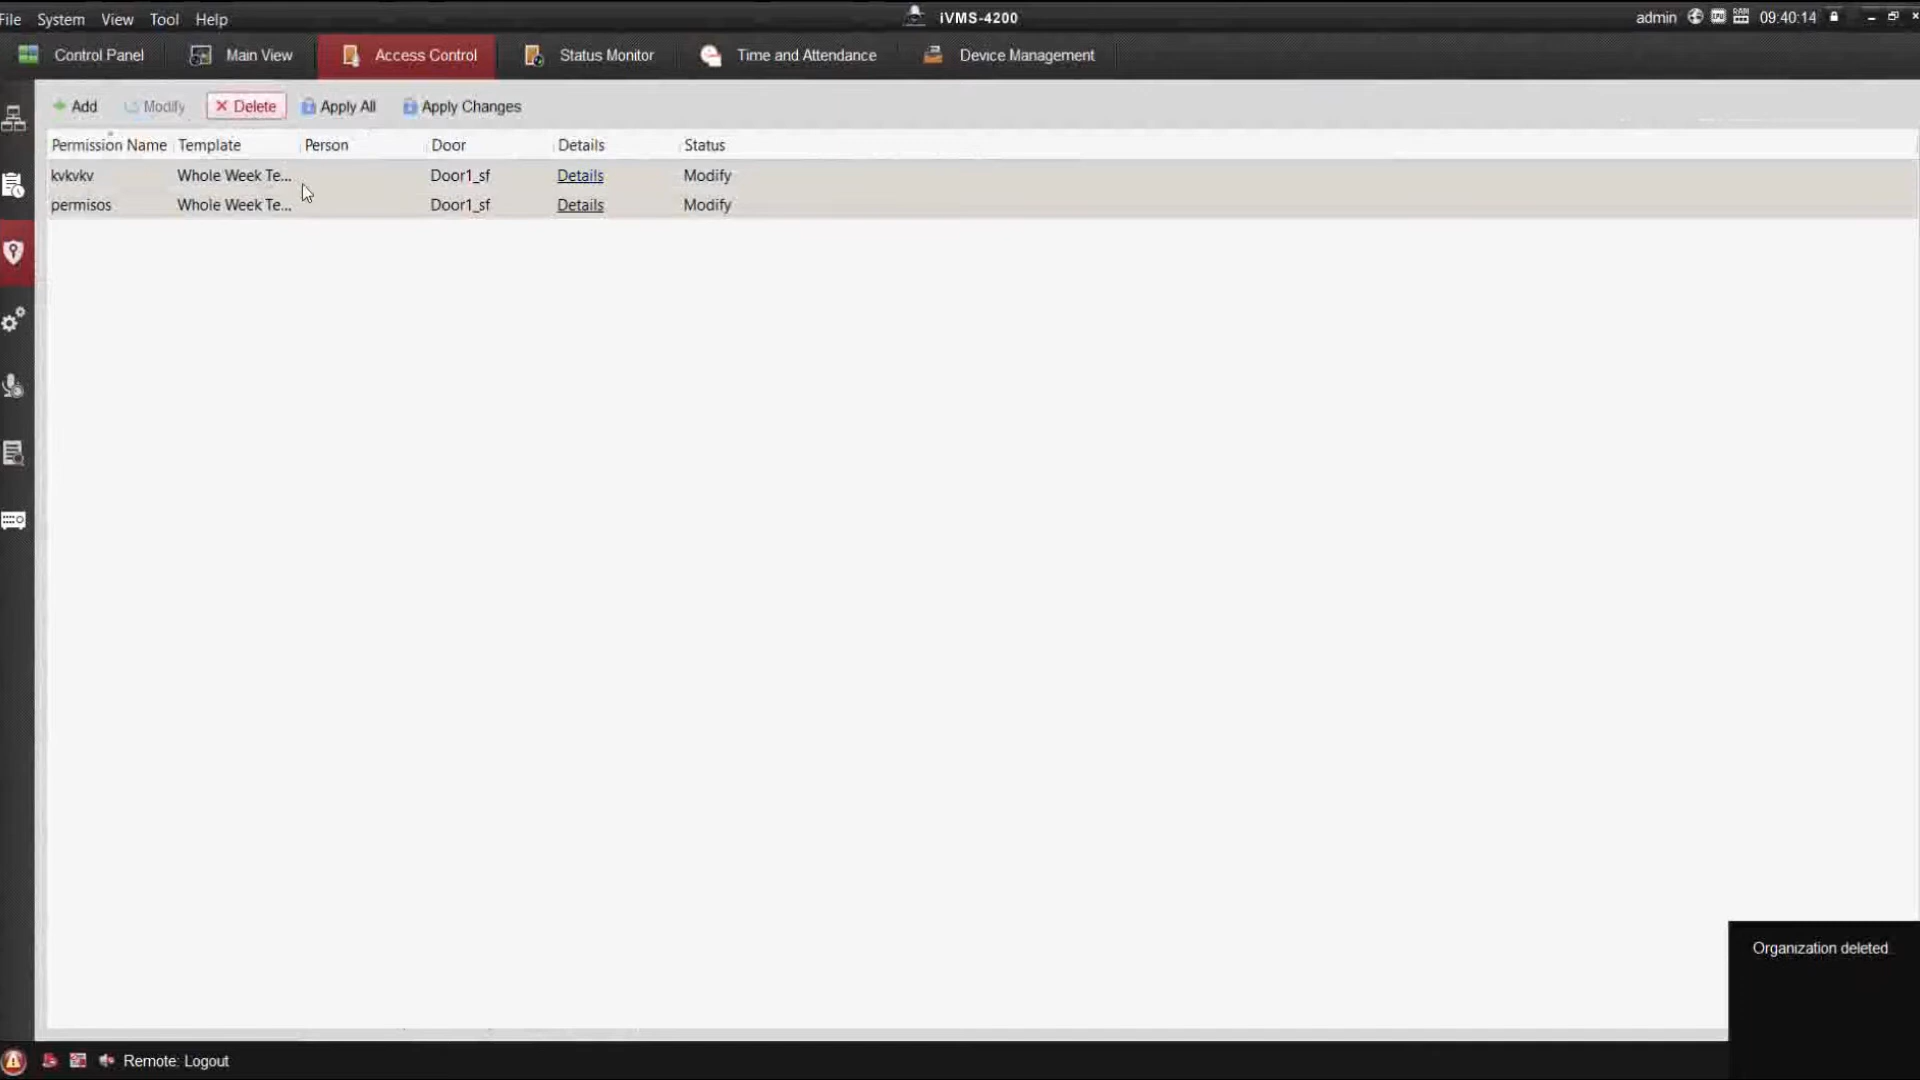 File System View Tool Help iVMS-4200 admin 09:40:14
Control Panel Main View Access Control Status Monitor Time and Attendance Device Management
Add Modify Delete Apply All Apply Changes
Permission Name Template Person Door Details Status
kvkvkv Whole Week Te... Door1_sf Details Modify
permisos Whole Week Te... Door1_sf Details Modify
Organization deleted
Remote: Logout